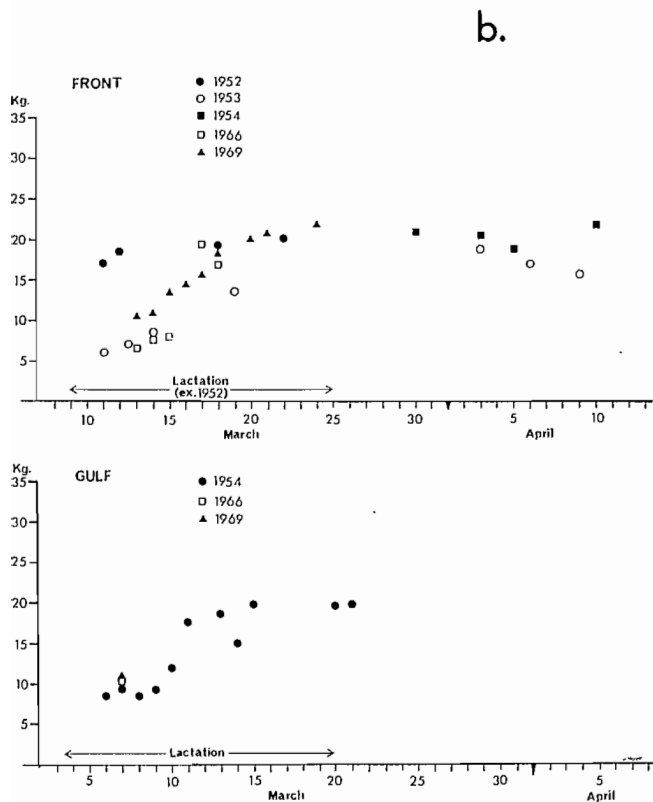 b.
FRONT
● 1952
○ 1953
■ 1954
□ 1966
▲ 1969
Kg.
35
30
25
20
15
10
5
Lactation
(ex.1952)
10 15 20 25 30 5 10
March April
Kg.
GULF
● 1954
□ 1966
▲ 1969
35
30
25
20
15
10
5
Lactation
5 10 15 20 25 30 5
March April